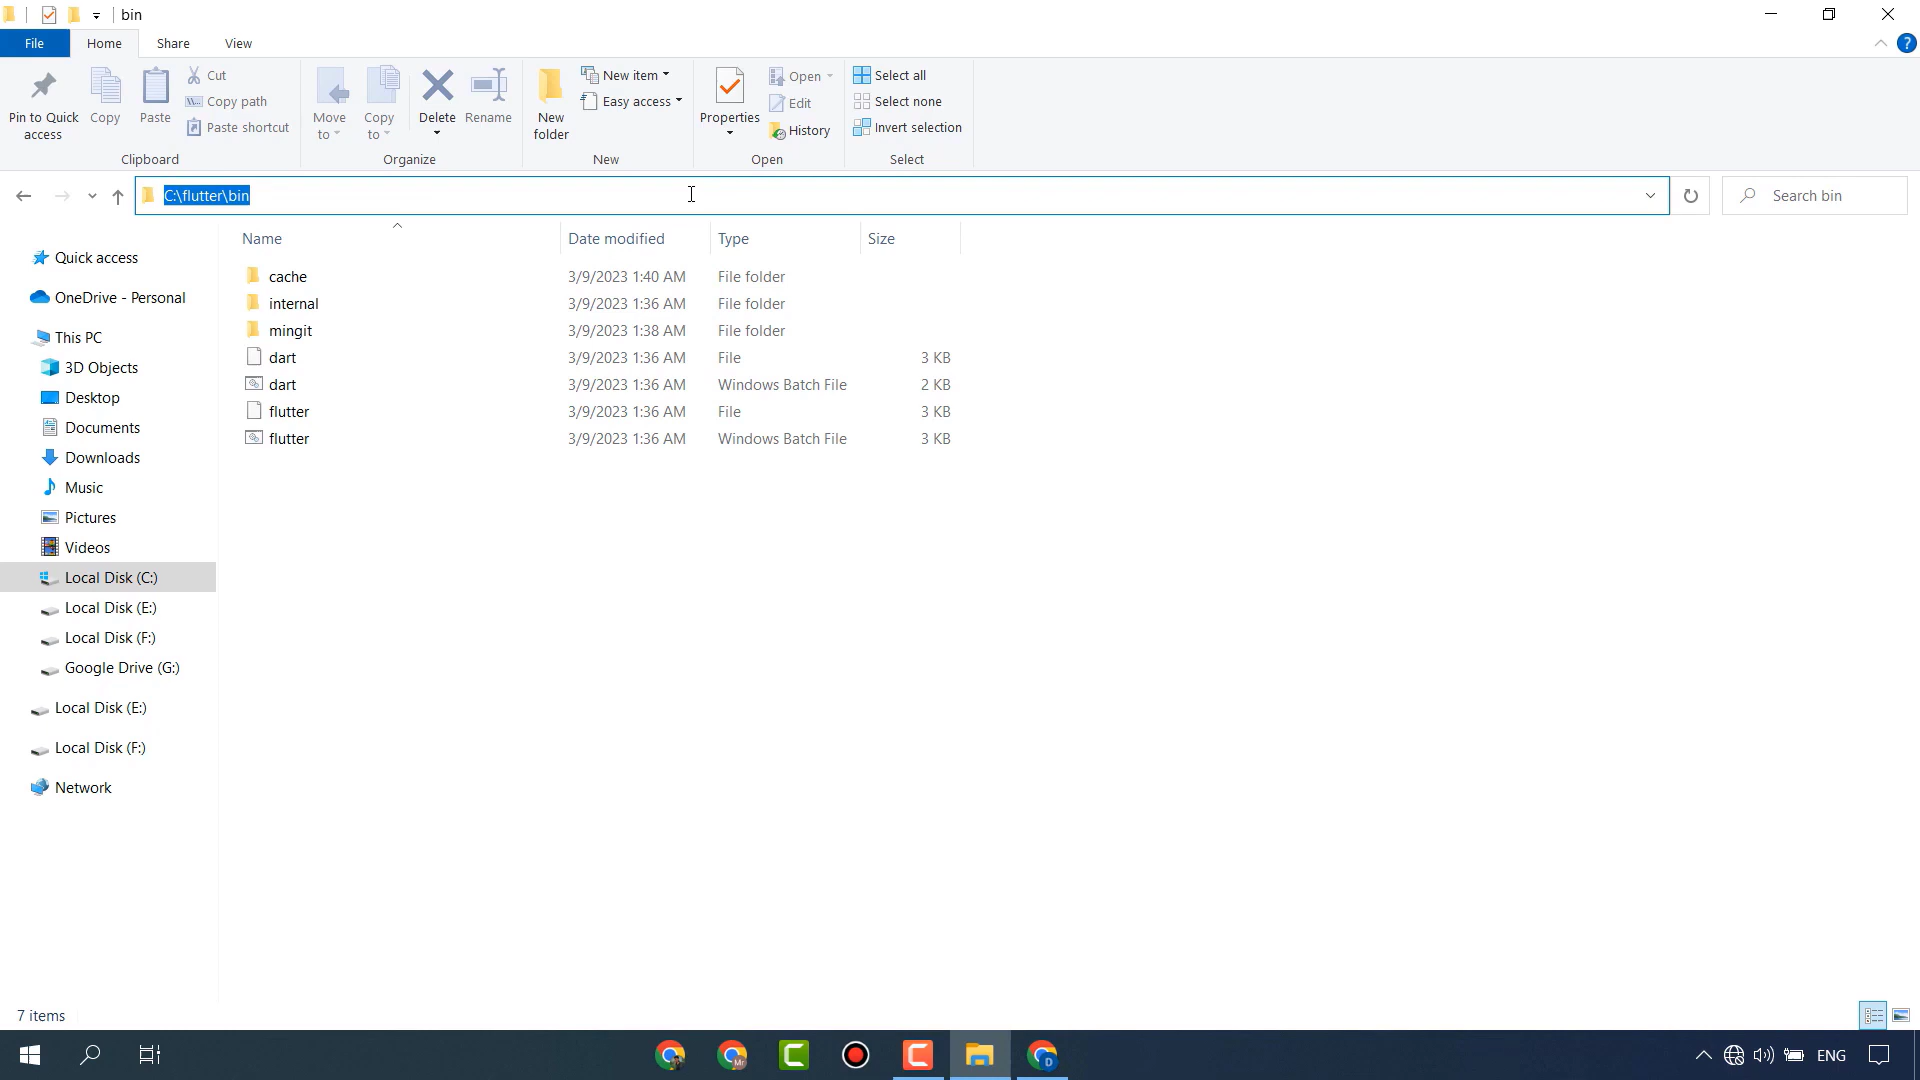 bin
File
Home
Share
View
Pin to Quick access
Copy
Paste
Cut
Copy path
Paste shortcut
Clipboard
Move to
Copy to
Delete
Rename
Organize
New folder
New item
Easy access
New
Properties
Open
Edit
History
Open
Select all
Select none
Invert selection
Select
C:\flutter\bin
Search bin
Name Date modified Type Size
cache 3/9/2023 1:40 AM File folder
internal 3/9/2023 1:36 AM File folder
mingit 3/9/2023 1:38 AM File folder
dart 3/9/2023 1:36 AM File 3 KB
dart 3/9/2023 1:36 AM Windows Batch File 2 KB
flutter 3/9/2023 1:36 AM File 3 KB
flutter 3/9/2023 1:36 AM Windows Batch File 3 KB
Quick access
OneDrive - Personal
This PC
3D Objects
Desktop
Documents
Downloads
Music
Pictures
Videos
Local Disk (C:)
Local Disk (E:)
Local Disk (F:)
Google Drive (G:)
Local Disk (E:)
Local Disk (F:)
Network
7 items
Mr
D
ENG